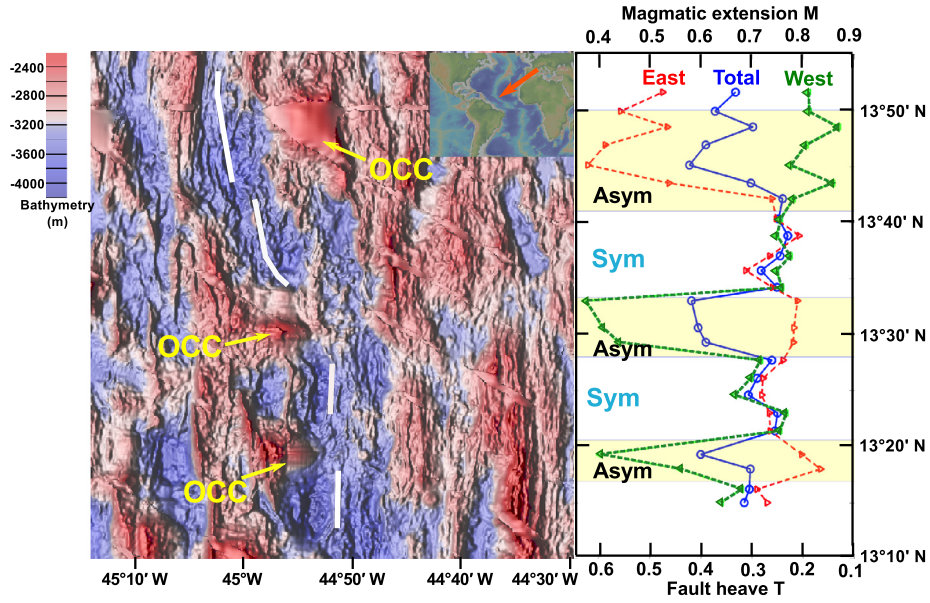 Magmatic extension M
0.4 0.5 0.6 0.7 0.8 0.9
East Total West
-2400
-2800
-3200
-3600
-4000
Bathymetry
(m)
OCC
OCC
OCC
Asym
Sym
Asym
Sym
Asym
13°50' N
13°40' N
13°30' N
13°20' N
13°10' N
45°10' W 45° W 44°50' W 44°40' W 44°30' W
0.6 0.5 0.4 0.3 0.2 0.1
Fault heave T